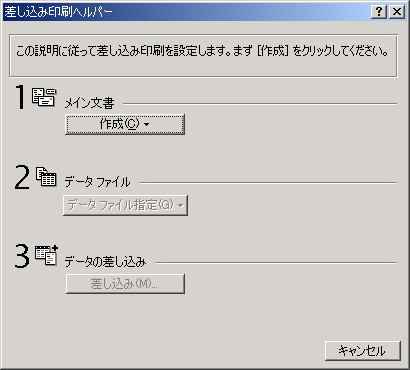 差し込み印刷ヘルパー
この説明に従って差し込み印刷を設定します。まず [作成] をクリックしてください。
1 メイン文書
作成(C)
2 データ ファイル
データ ファイル指定(G)
3 データの差し込み
差し込み(M)...
キャンセル